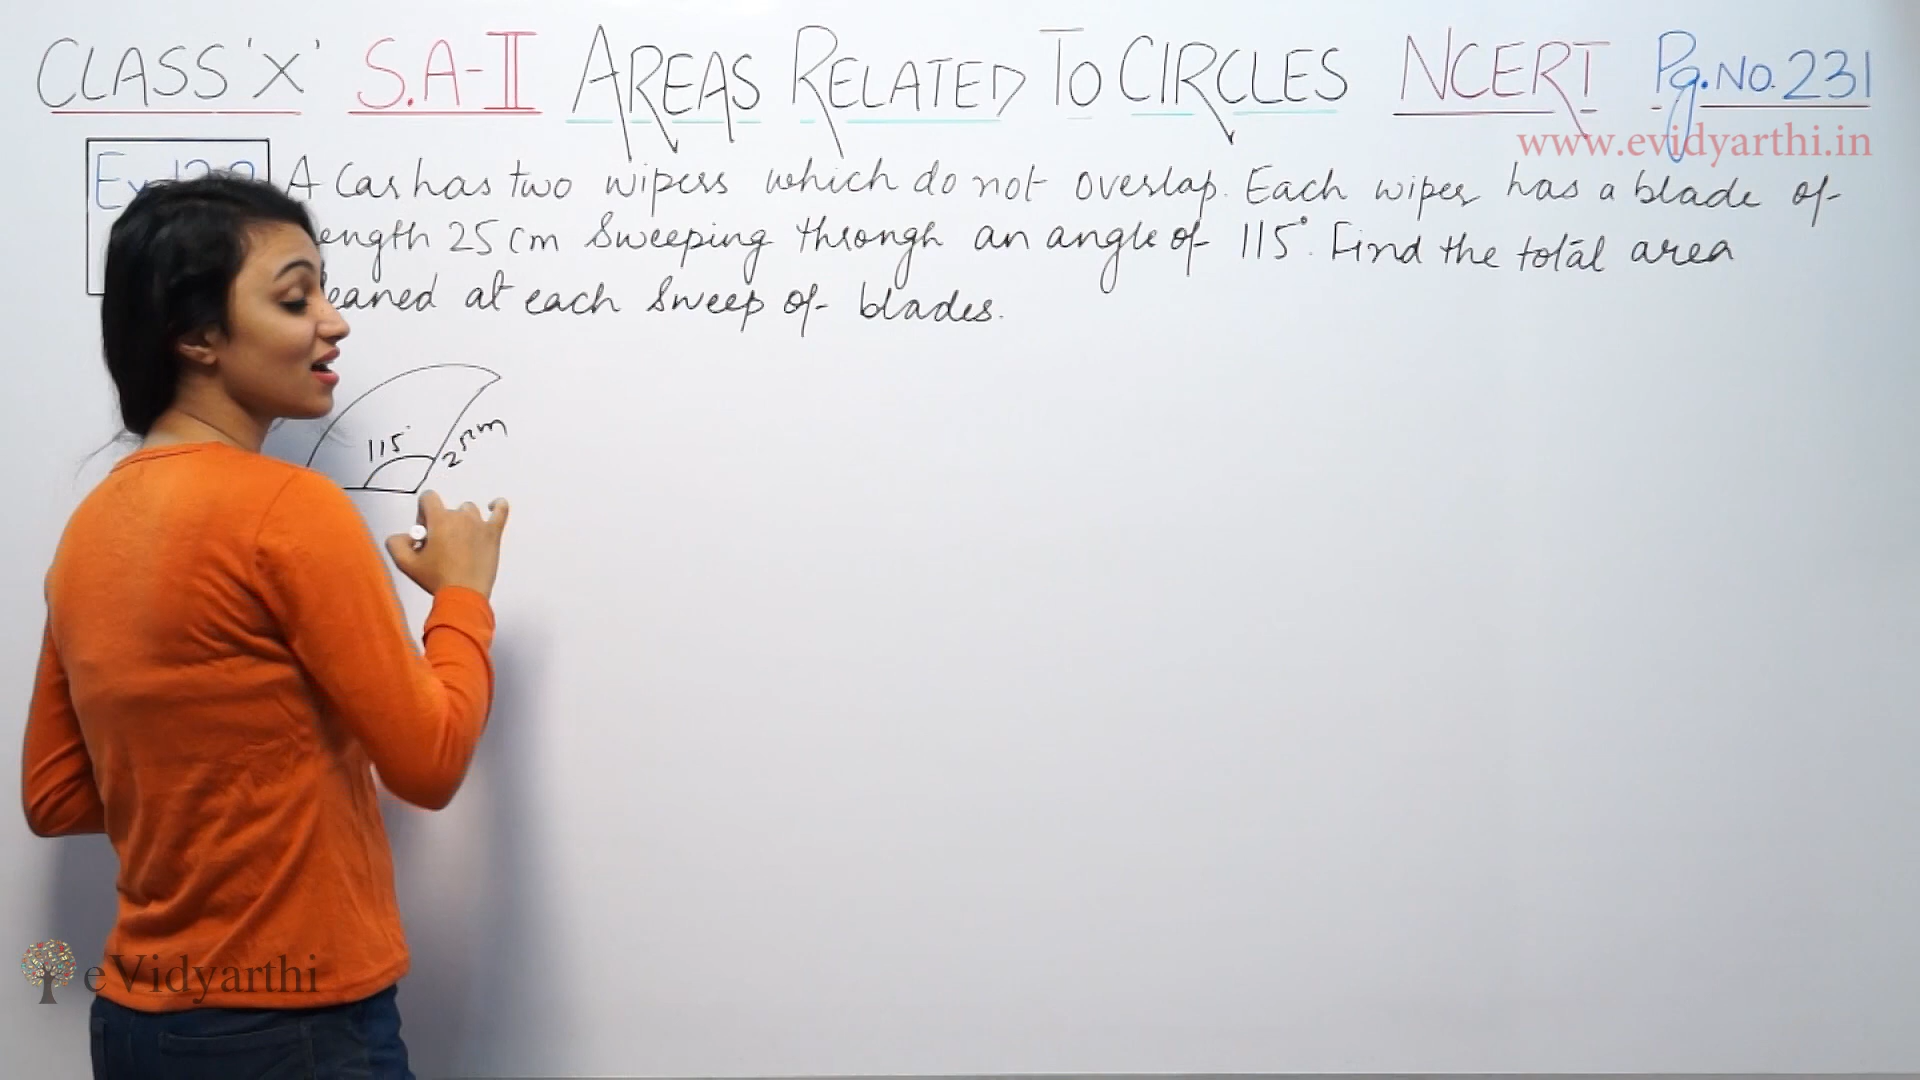 CLASS 'X' S.A-II AREAS RELATED TO CIRCLES NCERT Pg.No.231
www.evidyarthi.in
A Car has two wipers which do not overlap. Each wiper has a blade of
length 25 cm sweeping through an angle of 115°. Find the total area
cleaned at each sweep of blades.
115°
25cm
eVidyarthi